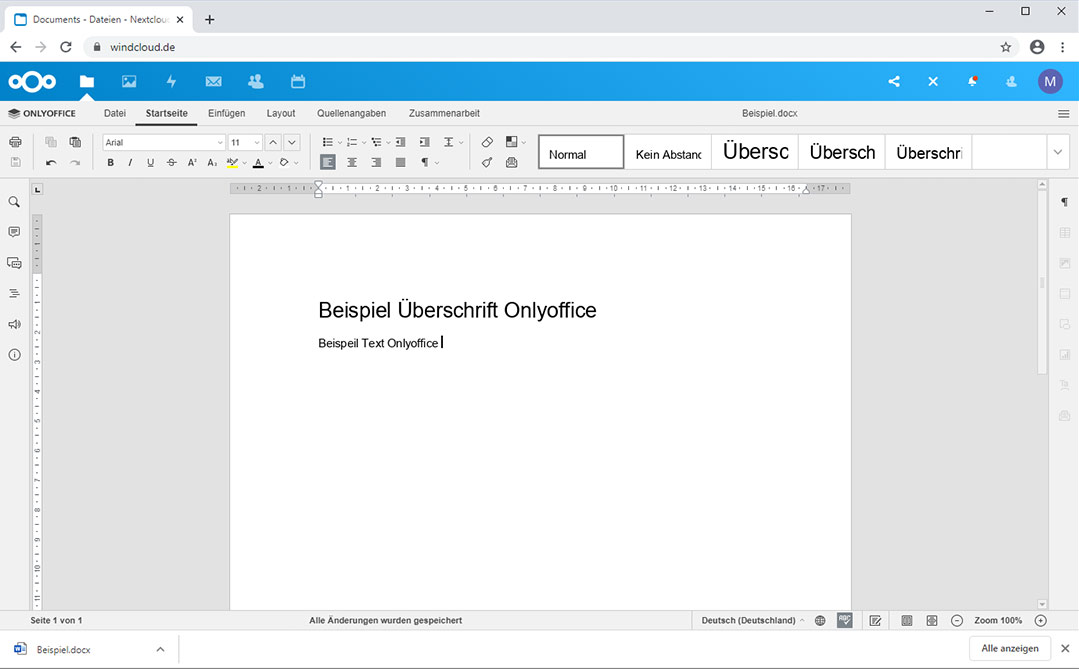 Documents - Dateien - Nextclou
windcloud.de
M
ONLYOFFICE Datei Startseite Einfügen Layout Quellenangaben Zusammenarbeit Beispiel.docx
Arial 11
Normal Kein Abstand Übersc Übersch Überschri
B I U S A² A₂ A
2 1 1 2 3 4 5 6 7 8 9 10 11 12 13 14 15 16 17
Beispiel Überschrift Onlyoffice
Beispeil Text Onlyoffice
Seite 1 von 1 Alle Änderungen wurden gespeichert Deutsch (Deutschland) ABC Zoom 100%
Beispiel.docx Alle anzeigen